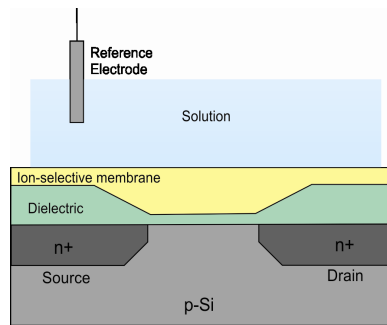 Reference
Electrode
Solution
Ion-selective membrane
Dielectric
n+
n+
Source
Drain
p-Si